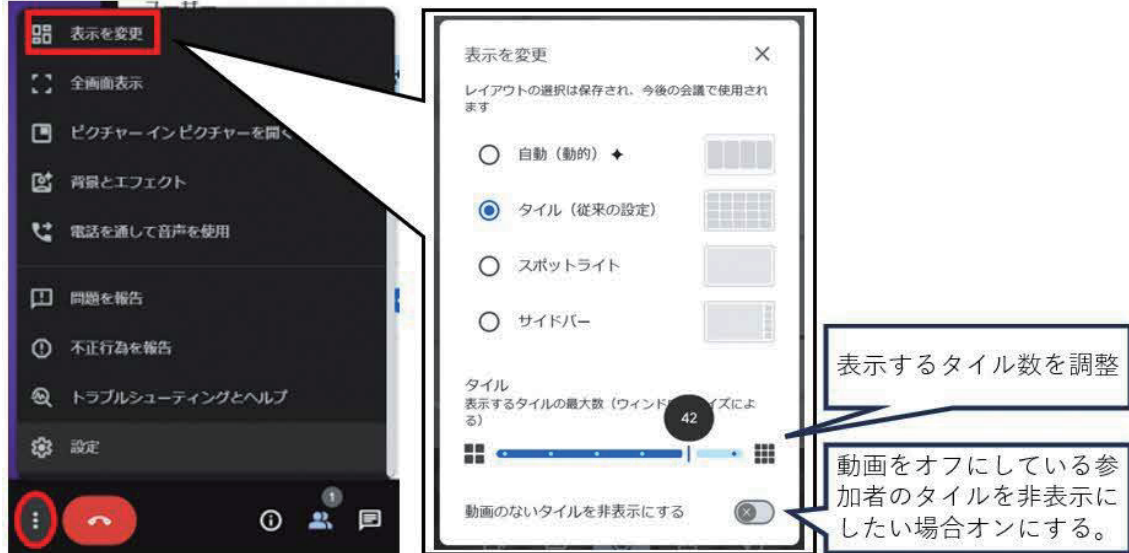 ユーザー
表示を変更
全画面表示
ピクチャー イン ピクチャーを開く
背景とエフェクト
電話を通して音声を使用
問題を報告
不正行為を報告
トラブルシューティングとヘルプ
設定
1
表示を変更
レイアウトの選択は保存され、今後の会議で使用され
ます
自動（動的）
タイル（従来の設定）
スポットライト
サイドバー
タイル
表示するタイルの最大数（ウィンド
イズによ
る）
42
動画のないタイルを非表示にする
表示するタイル数を調整
動画をオフにしている参
加者のタイルを非表示に
したい場合オンにする。